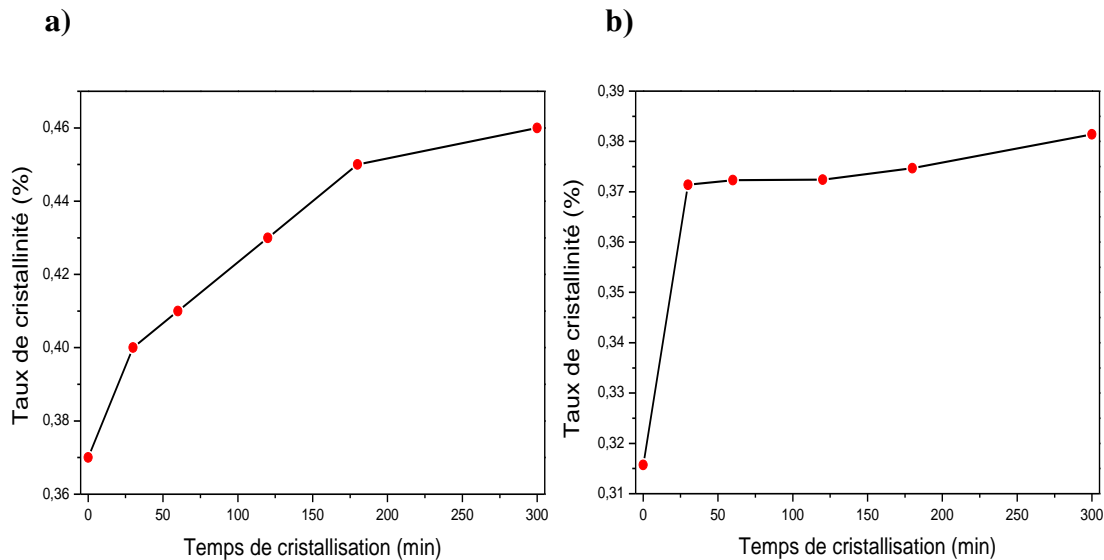 a)
0,46
0,44
0,42
0,40
0,38
0,36
Taux de cristallinité (%)
0 50 100 150 200 250 300
Temps de cristallisation (min)
b)
0,39
0,38
0,37
0,36
0,35
0,34
0,33
0,32
0,31
Taux de cristallinité (%)
0 50 100 150 200 250 300
Temps de cristallisation (min)